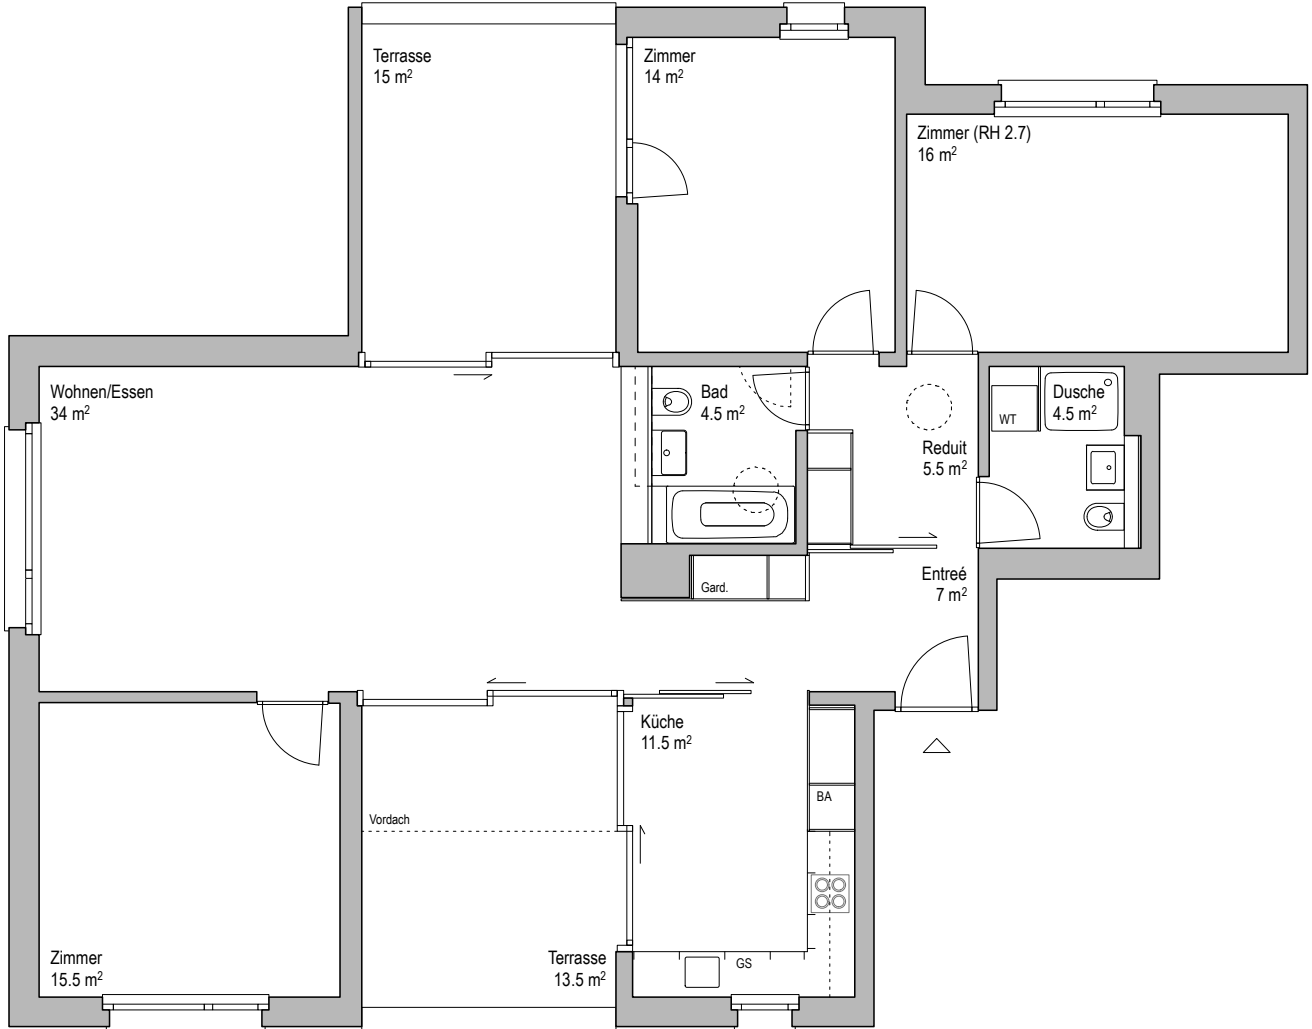 Terrasse
15 m²
Zimmer
14 m²
Zimmer (RH 2.7)
16 m²
Wohnen/Essen
34 m²
Bad
4.5 m²
WT
Dusche
4.5 m²
Reduit
5.5 m²
Gard.
Entreé
7 m²
Küche
11.5 m²
BA
Vordach
Zimmer
15.5 m²
Terrasse
13.5 m²
GS